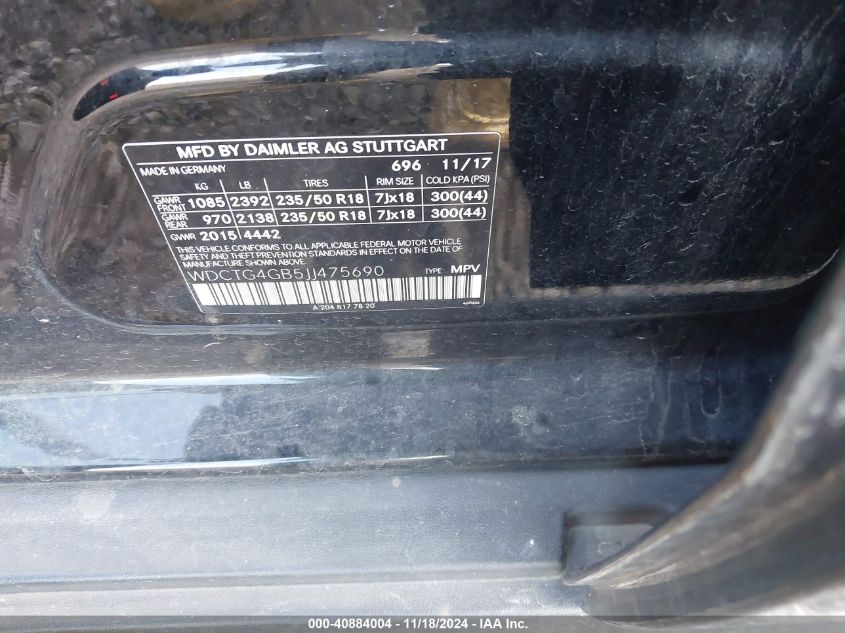 MFD BY DAIMLER AG STUTTGART
MADE IN GERMANY 696 11/17
KG LB TIRES RIM SIZE COLD KPA(PSI)
GAWR FRONT 1085 2392 235/50 R18 7Jx18 300(44)
GAWR REAR 970 2138 235/50 R18 7Jx18 300(44)
GVWR 2015 4442
THIS VEHICLE CONFORMS TO ALL APPLICABLE FEDERAL MOTOR VEHICLE
SAFETY AND THEFT PREVENTION STANDARDS IN EFFECT ON THE DATE OF
MANUFACTURE SHOWN ABOVE.
WDCTG4GB5JJ475690 TYPE: MPV
A 204 817 78 20
000-40884004 - 11/18/2024 - IAA Inc.